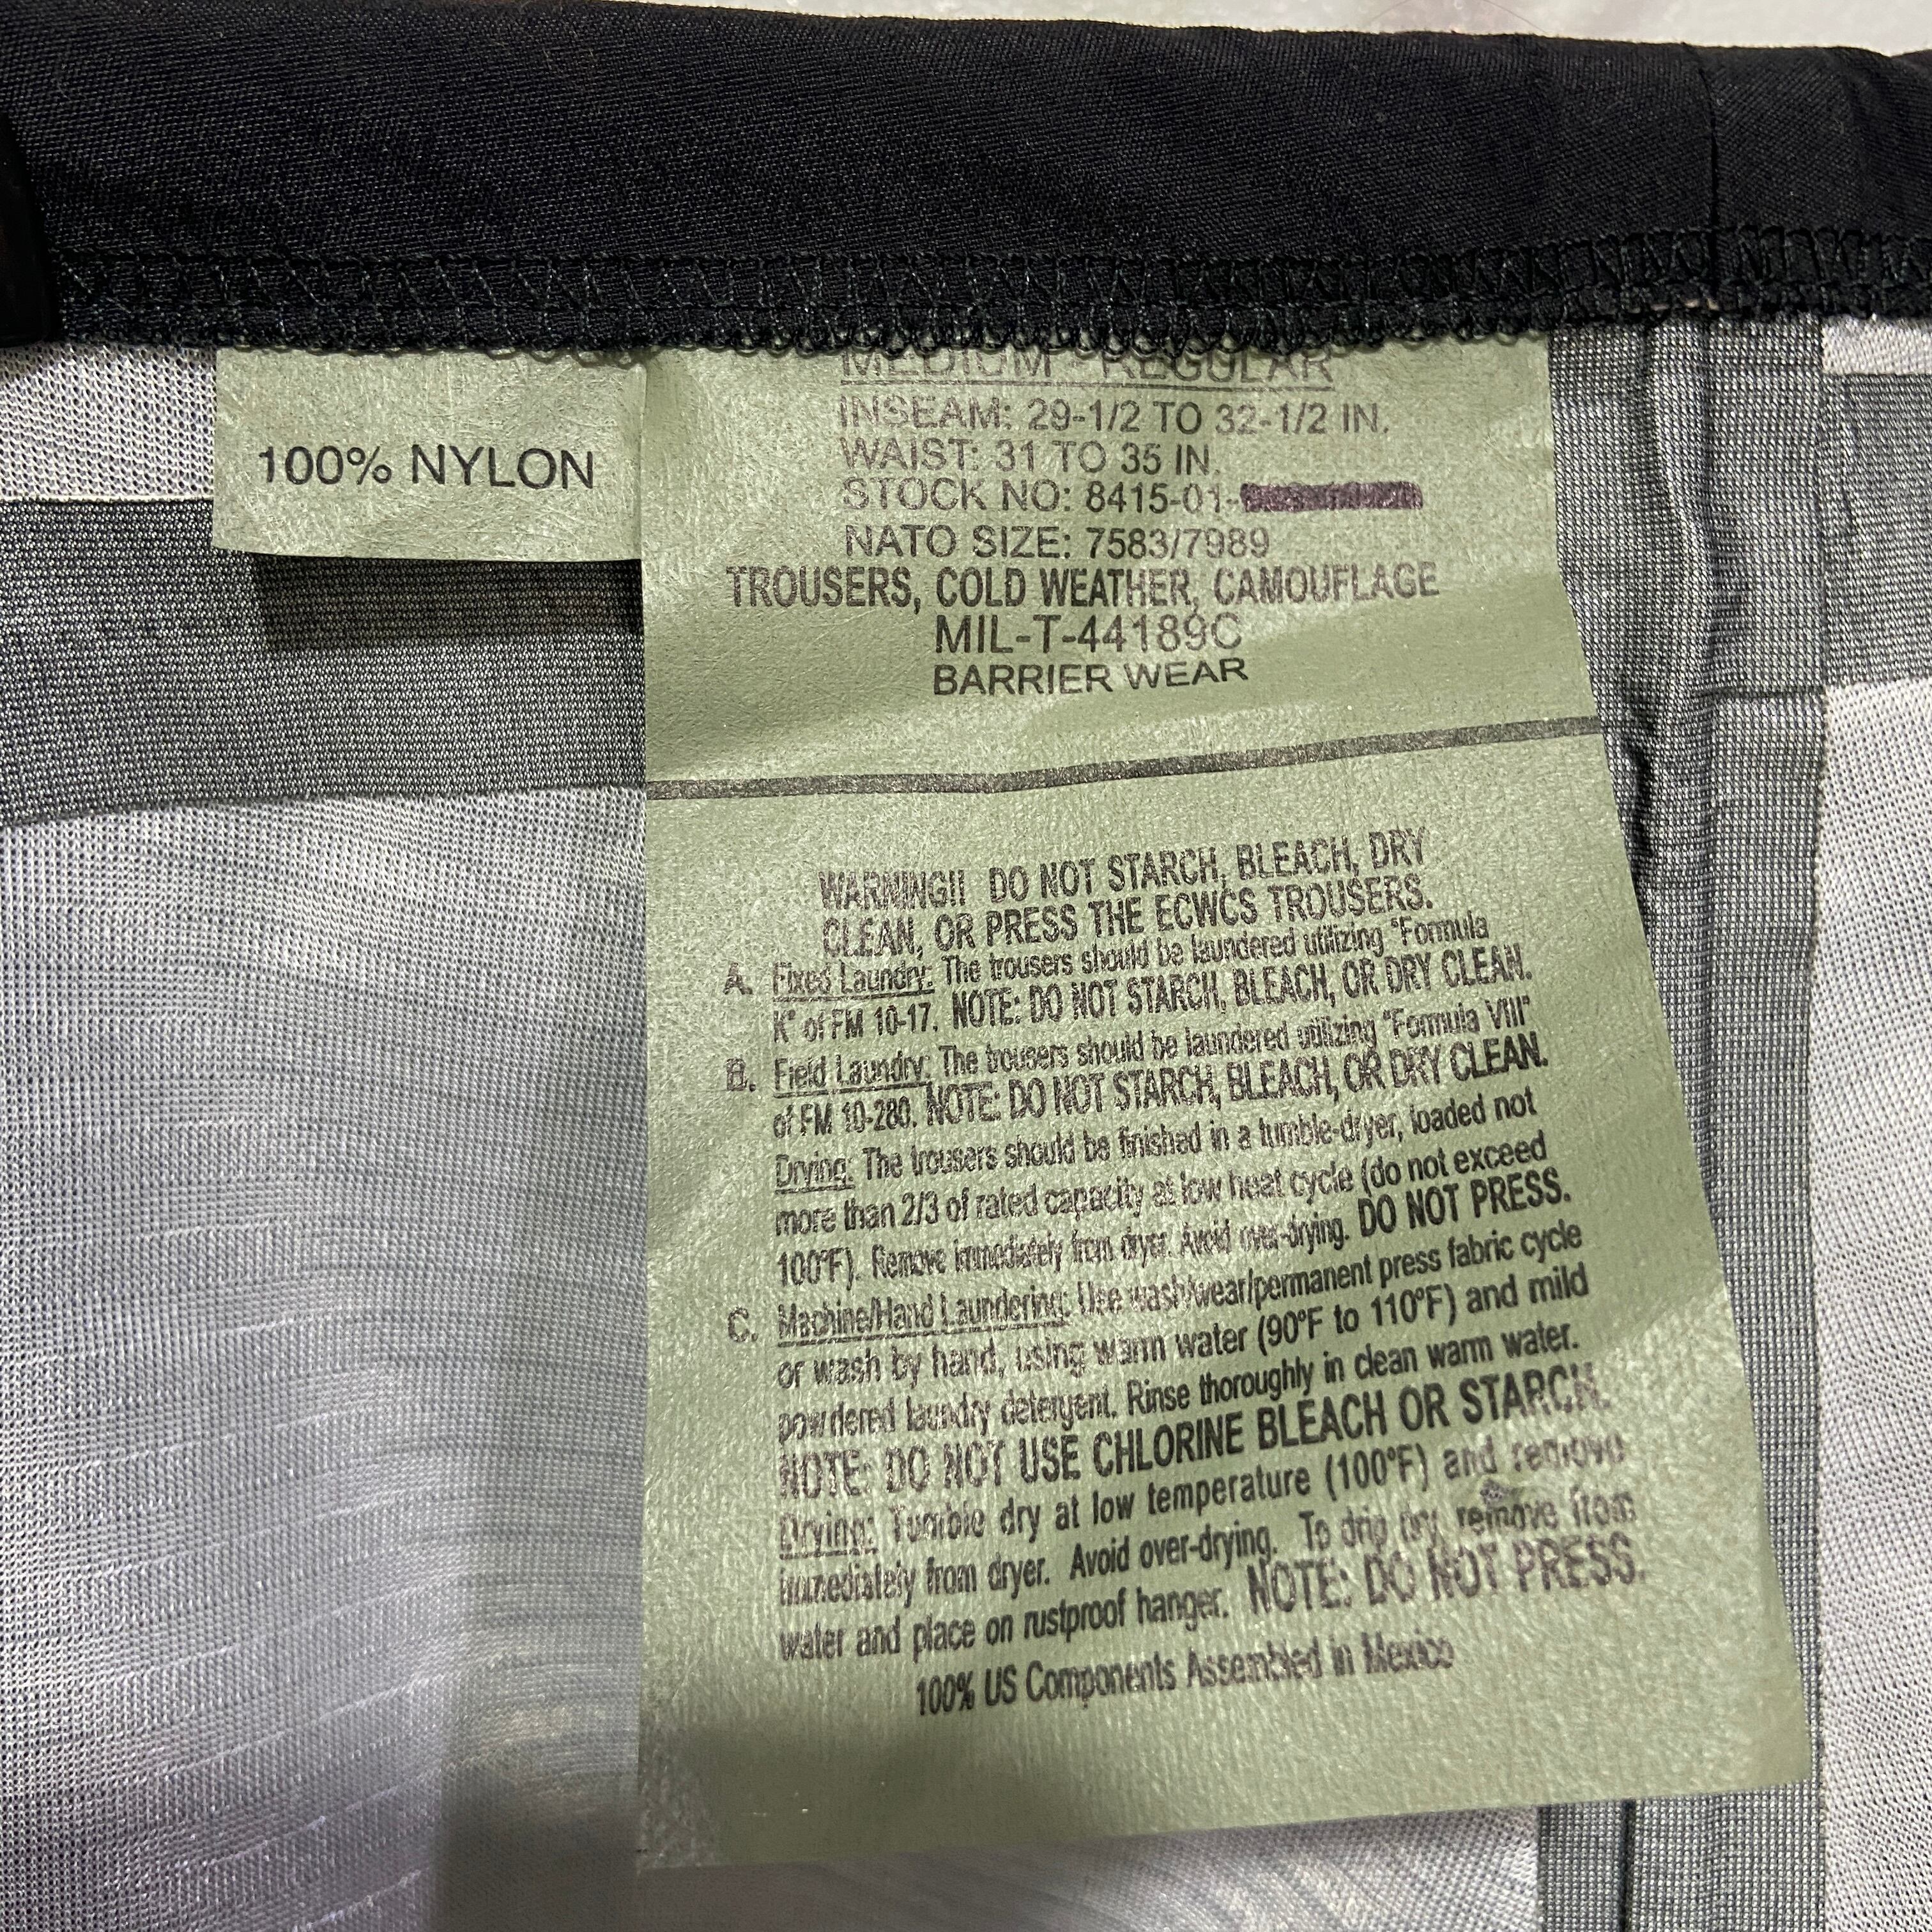 100% NYLON
MEDIUM - REGULAR
INSEAM: 29-1/2 TO 32-1/2 IN.
WAIST: 31 TO 35 IN.
STOCK NO: 8415-01-
NATO SIZE: 7583/7989
TROUSERS, COLD WEATHER, CAMOUFLAGE
MIL-T-44189C
BARRIER WEAR
WARNING!! DO NOT STARCH, BLEACH, DRY
CLEAN, OR PRESS THE ECWCS TROUSERS.
A. Fixed Laundry: The trousers should be laundered utilizing "Formula
K" of FM 10-17. NOTE: DO NOT STARCH, BLEACH, OR DRY CLEAN.
B. Field Laundry: The trousers should be laundered utilizing "Formula VIII"
of FM 10-280. NOTE: DO NOT STARCH, BLEACH, OR DRY CLEAN.
Drying: The trousers should be finished in a tumble-dryer, loaded not
more than 2/3 of rated capacity at low heat cycle (do not exceed
100°F). Remove immediately from dryer. Avoid over-drying. DO NOT PRESS.
C. Machine/Hand Laundering: Use wash/wear/permanent press fabric cycle
or wash by hand, using warm water (90°F to 110°F) and mild
powdered laundry detergent. Rinse thoroughly in clean warm water.
NOTE: DO NOT USE CHLORINE BLEACH OR STARCH.
Drying: Tumble dry at low temperature (100°F) and remove
immediately from dryer. Avoid over-drying. To drip dry, remove from
water and place on rustproof hanger. NOTE: DO NOT PRESS.
100% US Components Assembled in Mexico